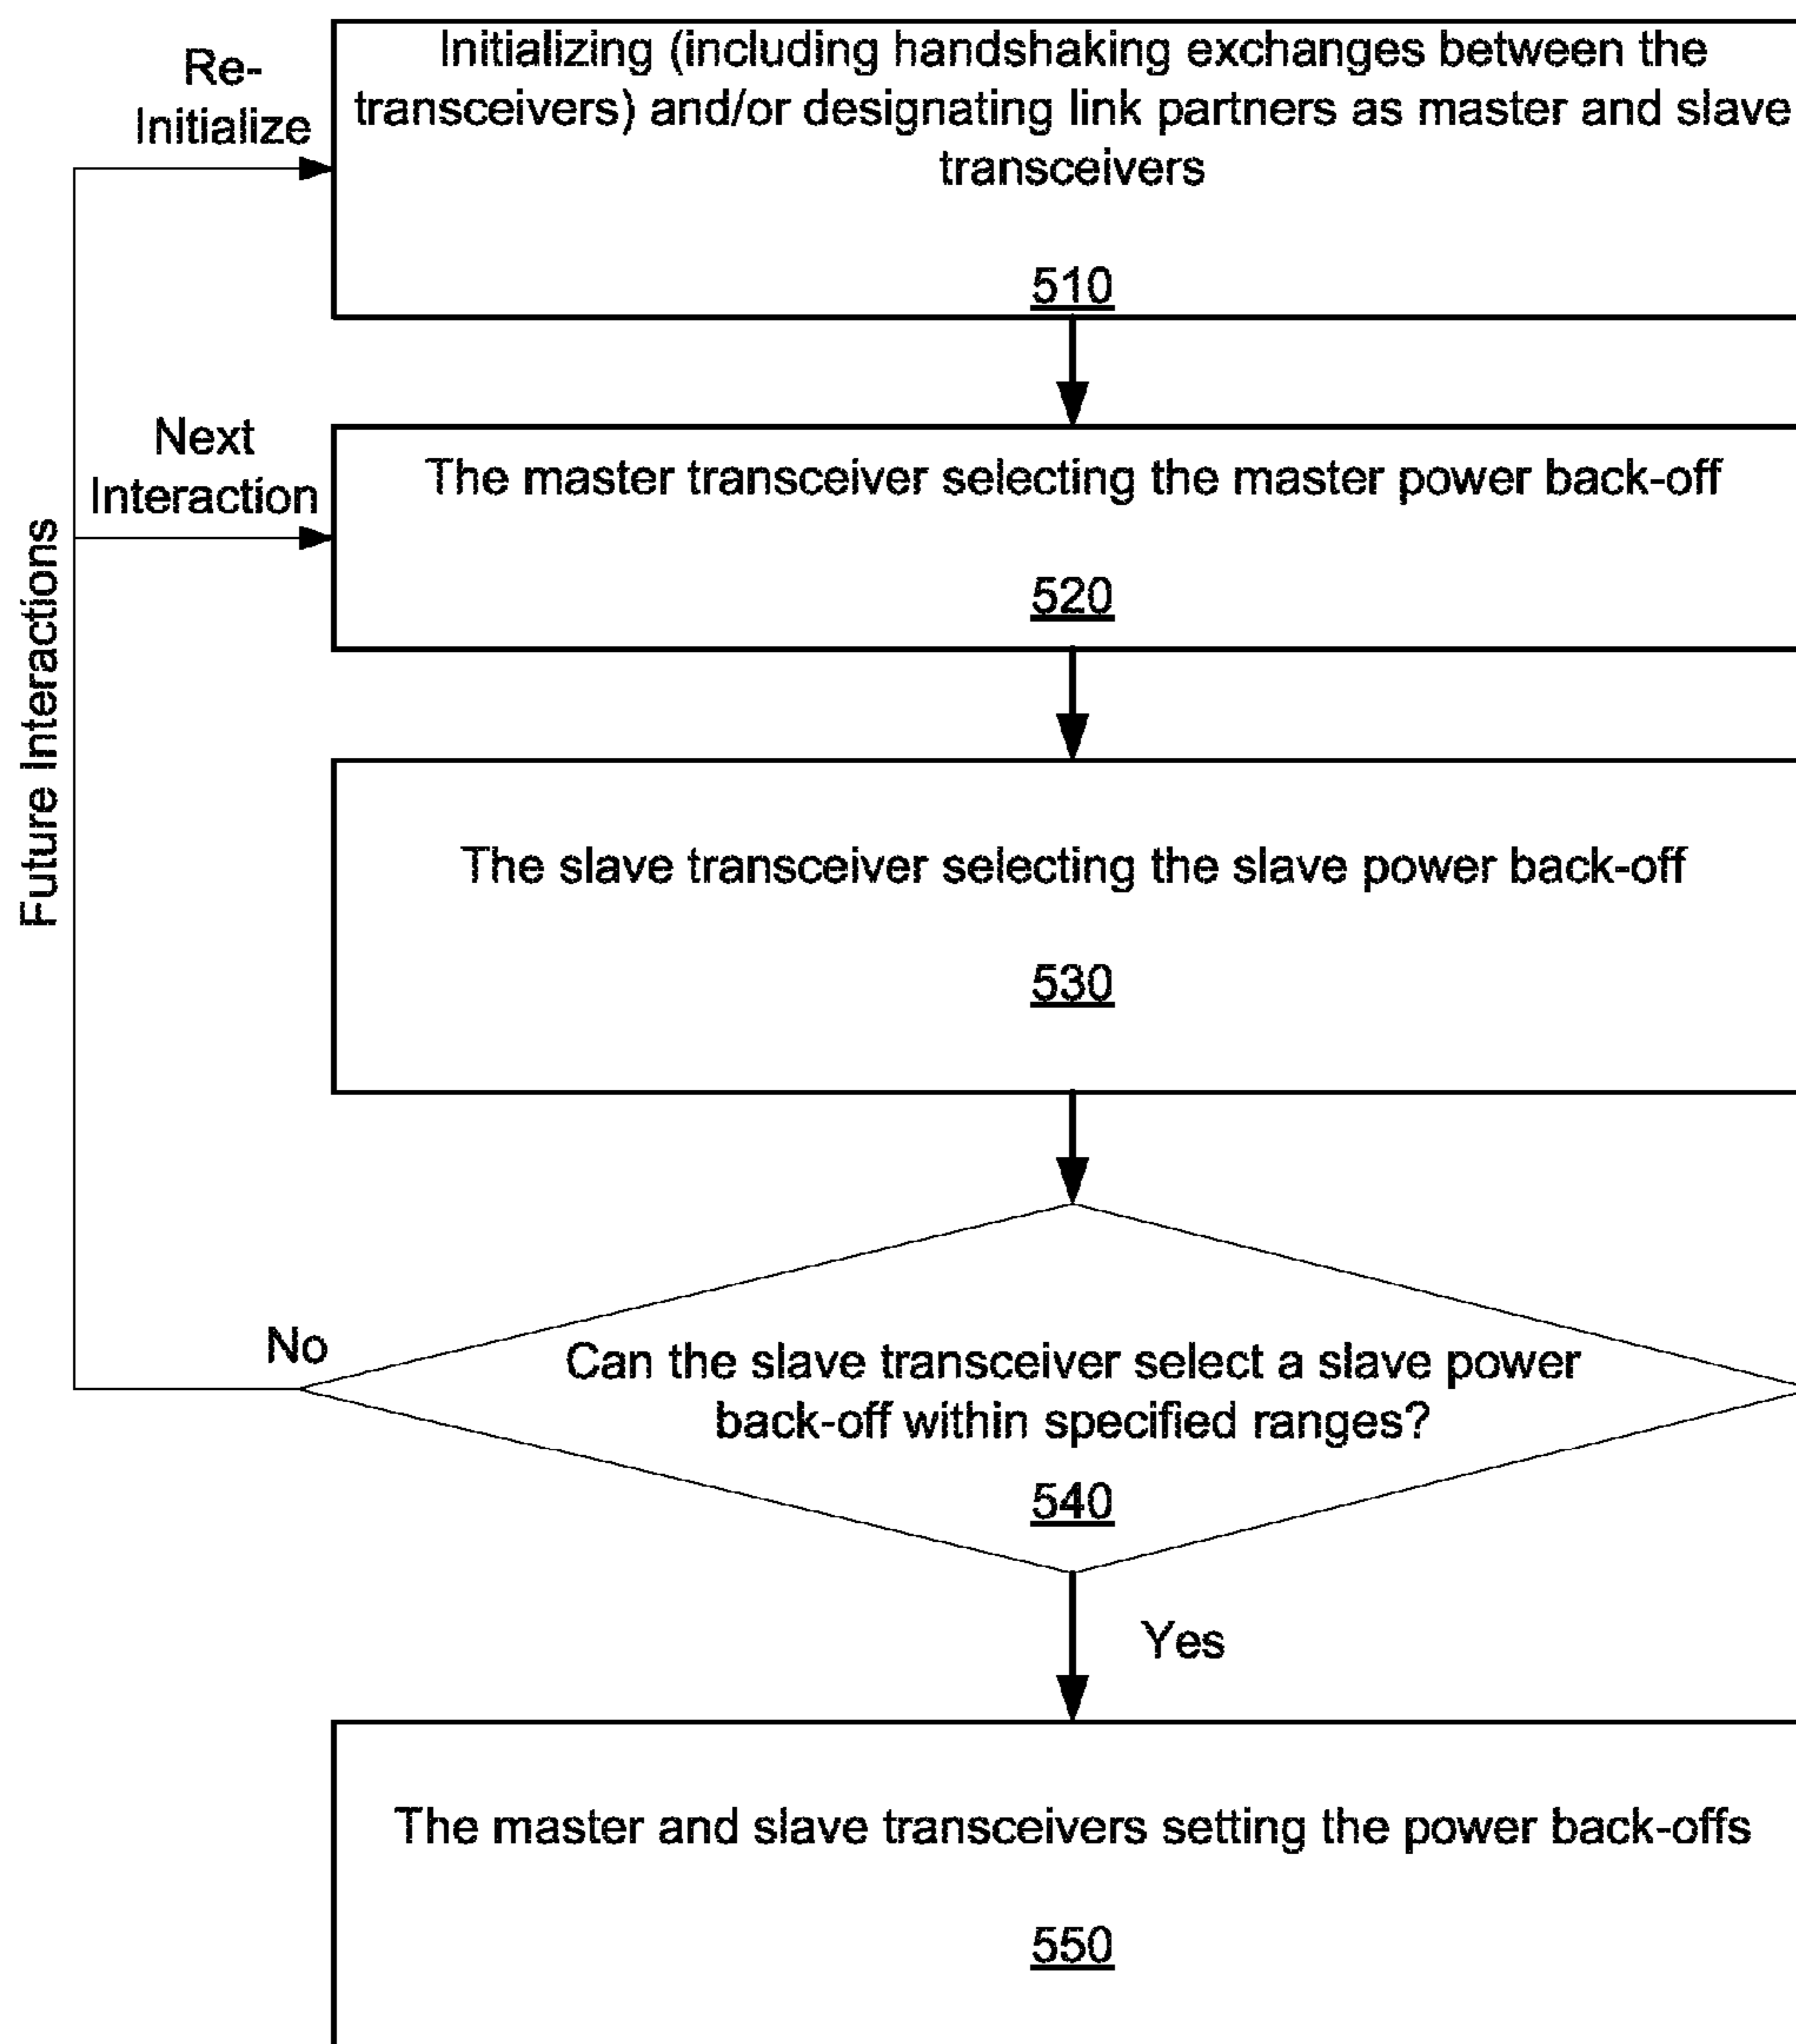 Re-
Initialize
Initializing (including handshaking exchanges between the
transceivers) and/or designating link partners as master and slave
transceivers
510
Next
Interaction
The master transceiver selecting the master power back-off
520
Future Interactions
The slave transceiver selecting the slave power back-off
530
No
Can the slave transceiver select a slave power
back-off within specified ranges?
540
Yes
The master and slave transceivers setting the power back-offs
550